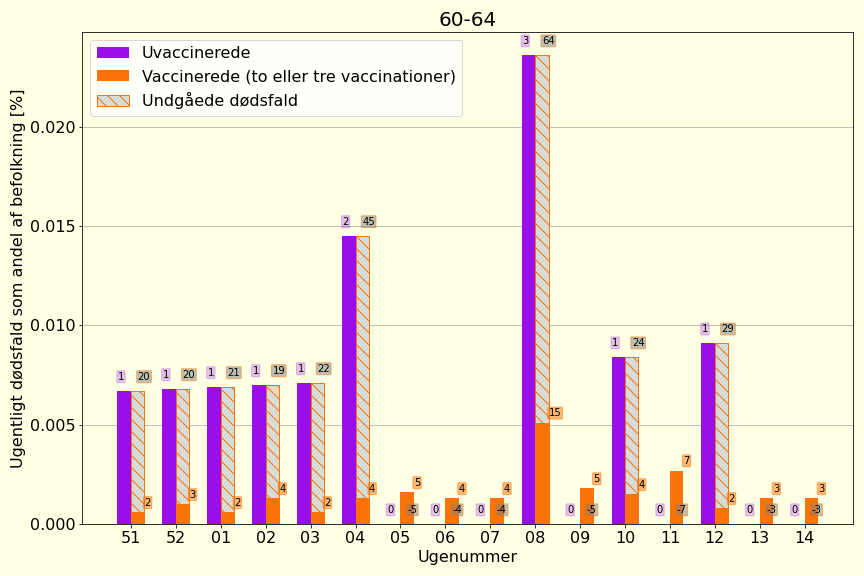 60-64
Uvaccinerede
Vaccinerede (to eller tre vaccinationer)
Undgåede dødsfald
Ugentligt dødsfald som andel af befolkning [%]
0.020
0.015
0.010
0.005
0.000
1 20 2
1 20 3
1 21 2
1 19 4
1 22 2
2 45 4
0 5 -5
0 4 -4
0 4 -4
3 64 15
0 5 -5
1 24 4
0 7 -7
1 29 2
0 3 -3
0 3 -3
51 52 01 02 03 04 05 06 07 08 09 10 11 12 13 14
Ugenummer